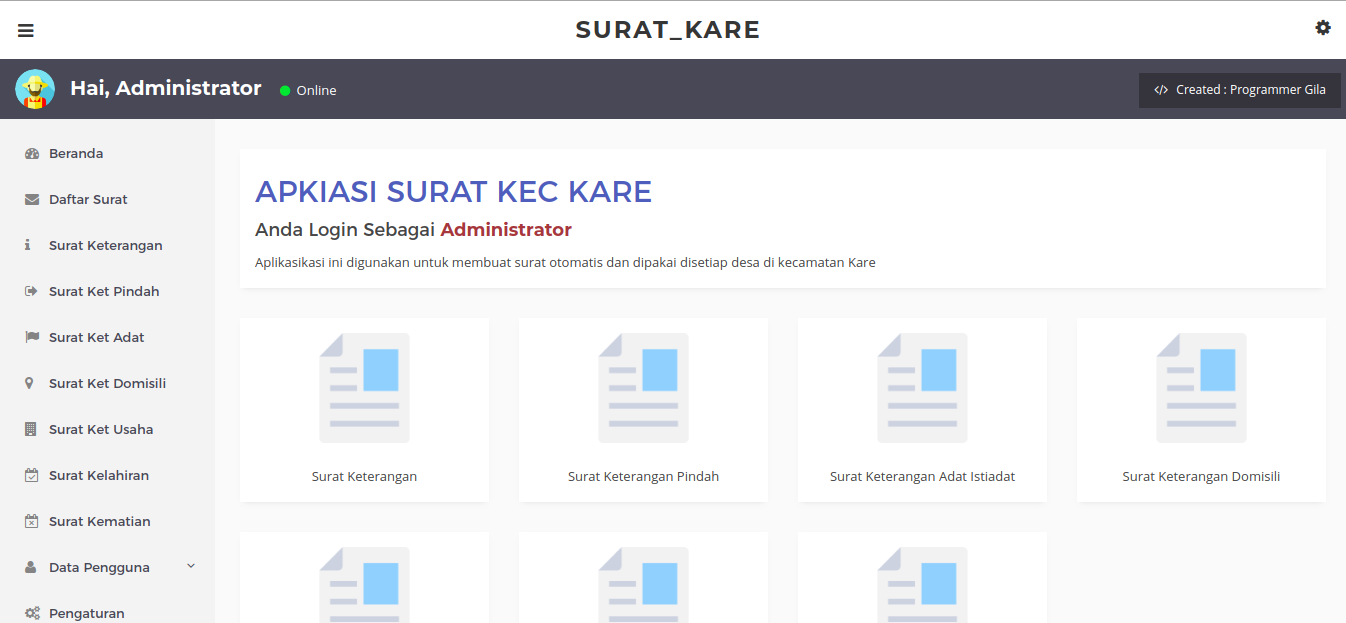 SURAT_KARE
Hai, Administrator
Online
Created : Programmer Gila
Beranda
Daftar Surat
Surat Keterangan
Surat Ket Pindah
Surat Ket Adat
Surat Ket Domisili
Surat Ket Usaha
Surat Kelahiran
Surat Kematian
Data Pengguna
Pengaturan
APKIASI SURAT KEC KARE
Anda Login Sebagai Administrator
Aplikasikasi ini digunakan untuk membuat surat otomatis dan dipakai disetiap desa di kecamatan Kare
Surat Keterangan
Surat Keterangan Pindah
Surat Keterangan Adat Istiadat
Surat Keterangan Domisili